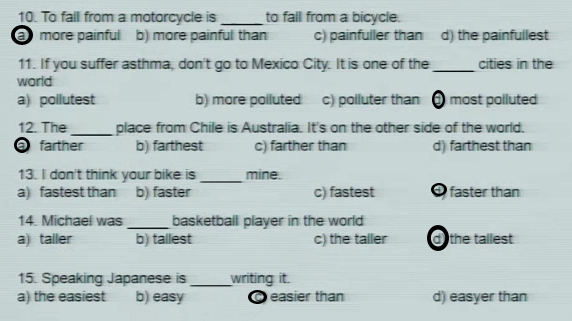 10. To fall from a motorcycle is _____ to fall from a bicycle.
a) more painful b) more painful than c) painfuller than d) the painfullest
11. If you suffer asthma, don't go to Mexico City. It is one of the _____ cities in the
world
a) pollutest b) more polluted c) polluter than d) most polluted
12. The _____ place from Chile is Australia. It's on the other side of the world.
a) farther b) farthest c) farther than d) farthest than
13. I don't think your bike is _____ mine.
a) fastest than b) faster c) fastest d) faster than
14. Michael was _____ basketball player in the world
a) taller b) tallest c) the taller d) the tallest
15. Speaking Japanese is _____ writing it.
a) the easiest b) easy c) easier than d) easyer than